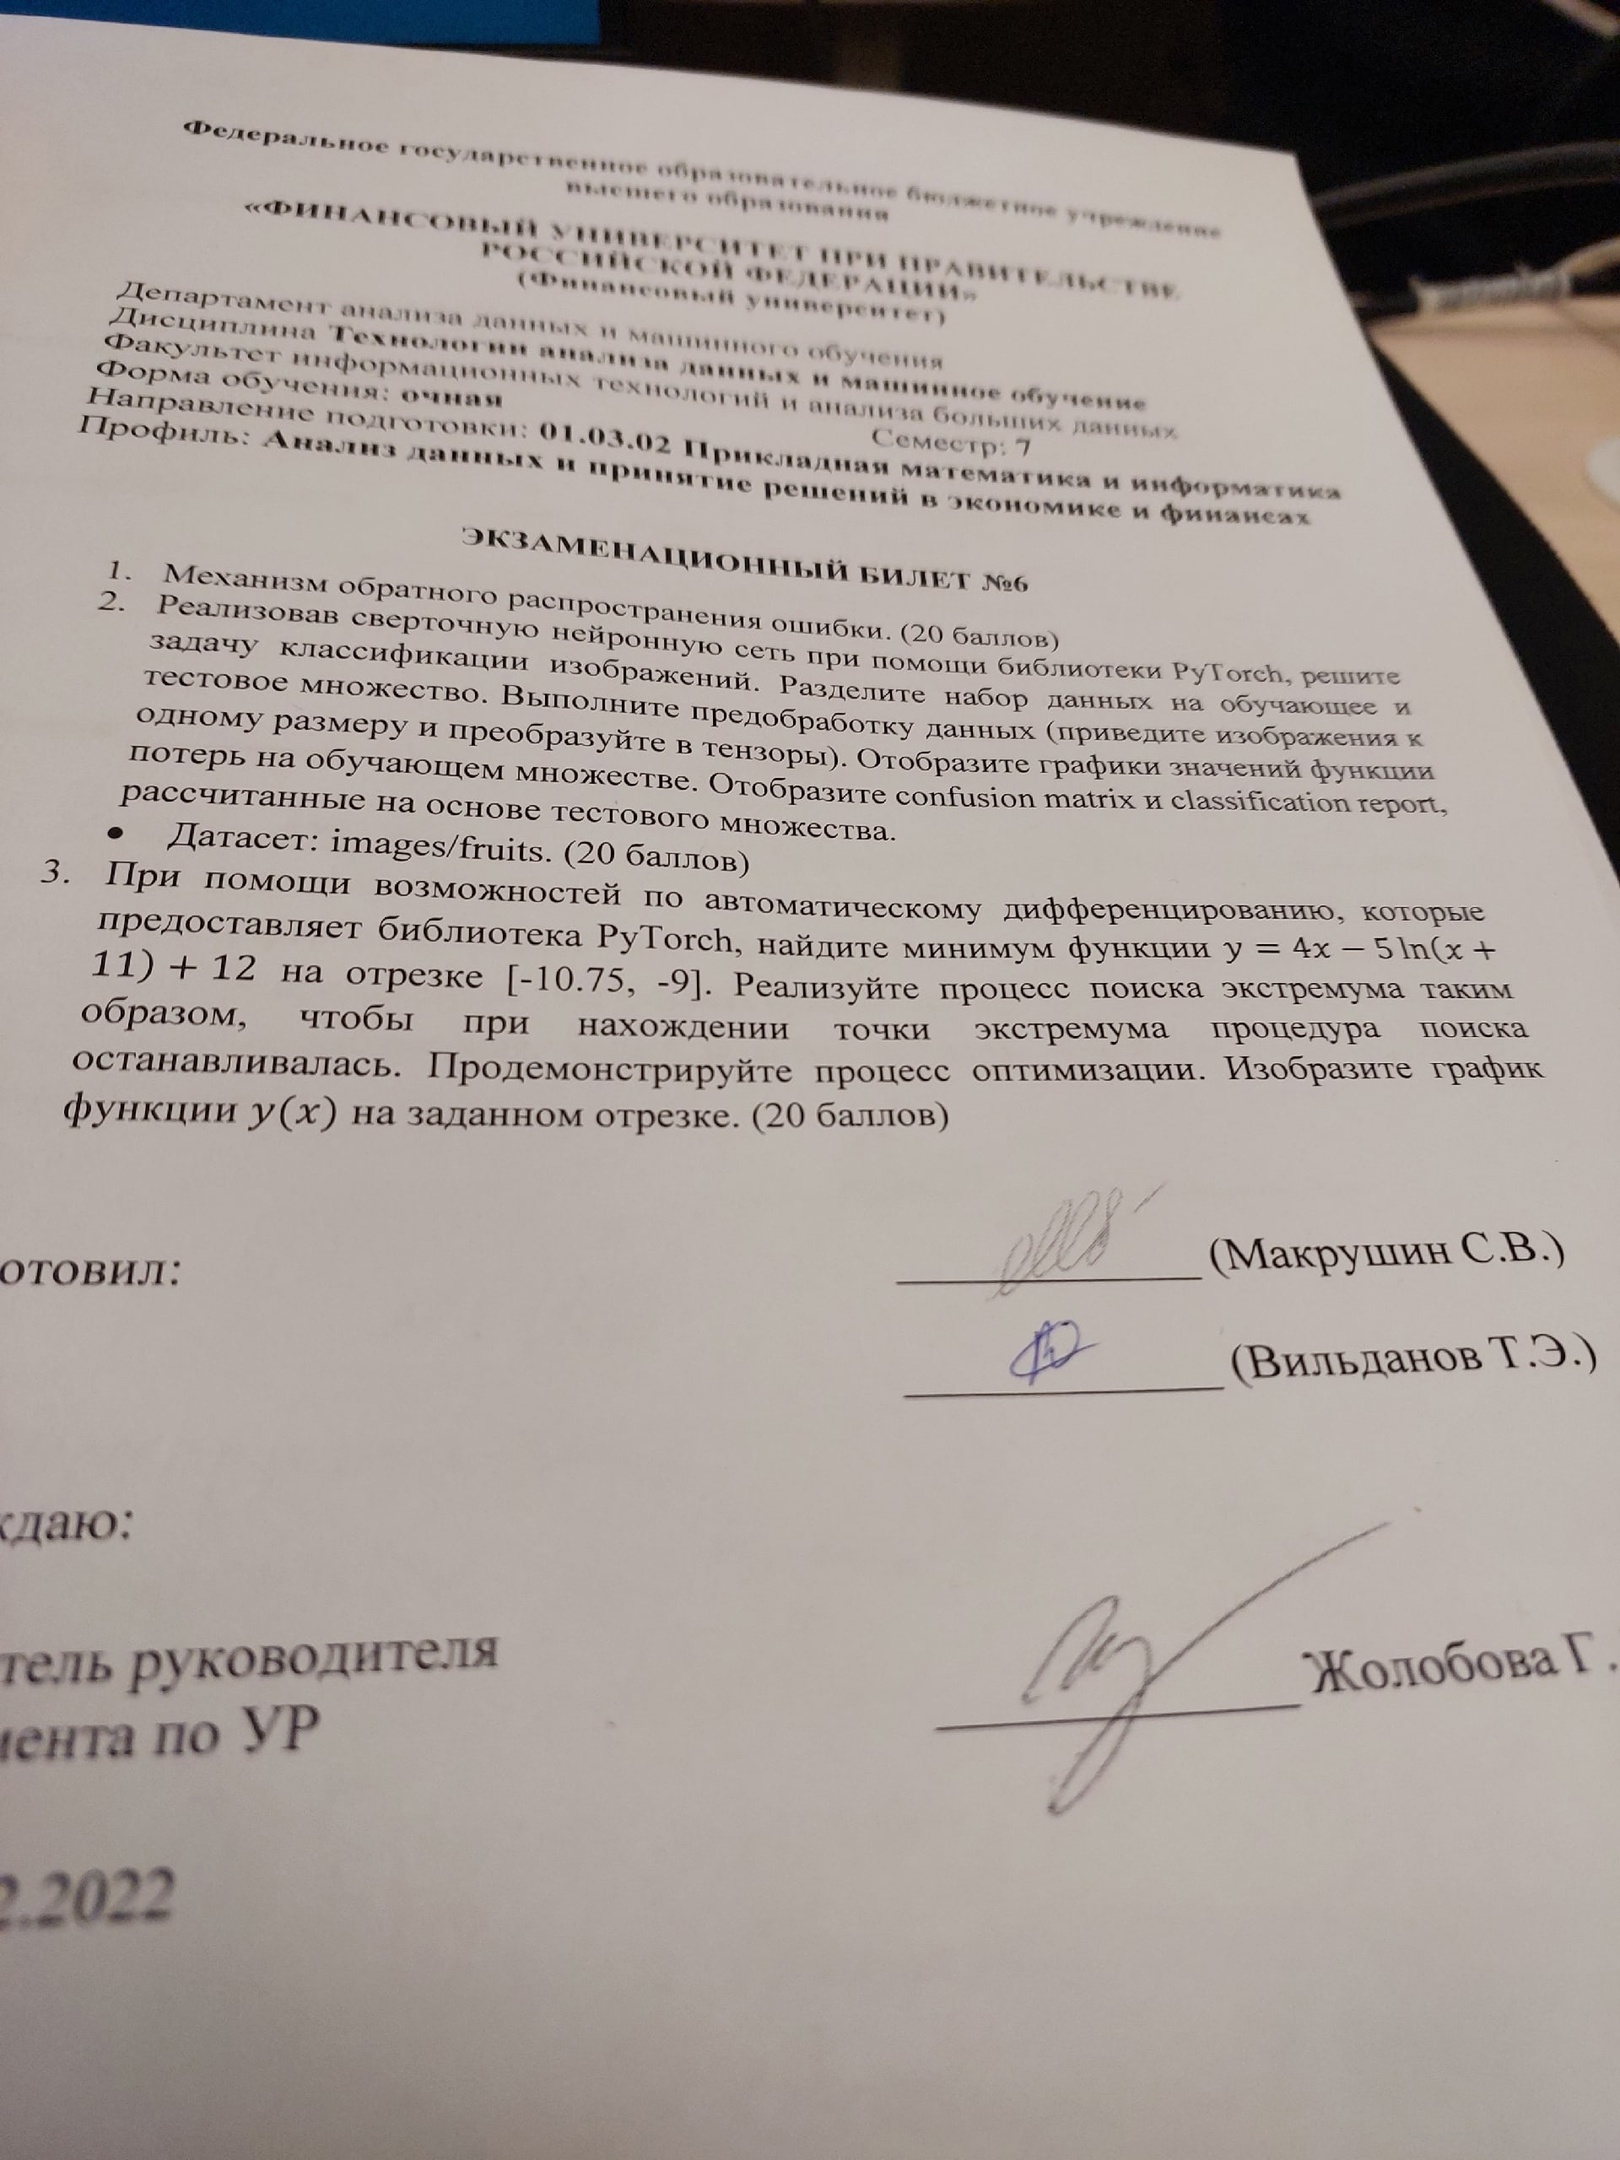 Федеральное государственное образовательное бюджетное учреждение
высшего образования
«ФИНАНСОВЫЙ УНИВЕРСИТЕТ ПРИ ПРАВИТЕЛЬСТВЕ
РОССИЙСКОЙ ФЕДЕРАЦИИ»
(Финансовый университет)
Департамент анализа данных и машинного обучения
Дисциплина Технологии анализа данных и машинное обучение
Факультет информационных технологий и анализа больших данных
Форма обучения: очная Семестр: 7
Направление подготовки: 01.03.02 Прикладная математика и информатика
Профиль: Анализ данных и принятие решений в экономике и финансах
ЭКЗАМЕНАЦИОННЫЙ БИЛЕТ №6
1. Механизм обратного распространения ошибки. (20 баллов)
2. Реализовав сверточную нейронную сеть при помощи библиотеки PyTorch, решите
задачу классификации изображений. Разделите набор данных на обучающее и
тестовое множество. Выполните предобработку данных (приведите изображения к
одному размеру и преобразуйте в тензоры). Отобразите графики значений функции
потерь на обучающем множестве. Отобразите confusion matrix и classification report,
рассчитанные на основе тестового множества.
• Датасет: images/fruits. (20 баллов)
3. При помощи возможностей по автоматическому дифференцированию, которые
предоставляет библиотека PyTorch, найдите минимум функции y = 4x − 5 ln(x +
11) + 12 на отрезке [-10.75, -9]. Реализуйте процесс поиска экстремума таким
образом, чтобы при нахождении точки экстремума процедура поиска
останавливалась. Продемонстрируйте процесс оптимизации. Изобразите график
функции y(x) на заданном отрезке. (20 баллов)
отовил: (Макрушин С.В.)
(Вильданов Т.Э.)
ждаю:
тель руководителя
мента по УР Жолобова Г.
2.2022